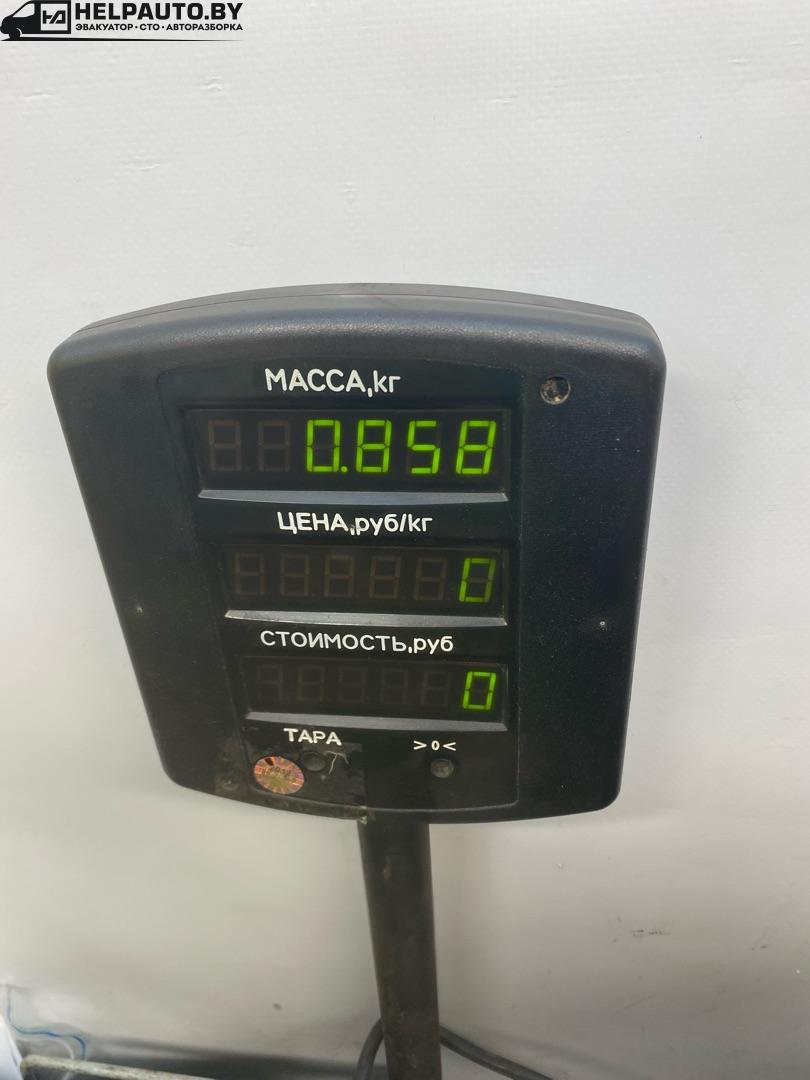 HELPAUTO.BY
ЭВАКУАТОР • СТО • АВТОРАЗБОРКА
МАССА,кг
0.858
ЦЕНА,руб/кг
0
СТОИМОСТЬ,руб
0
ТАРА >0<